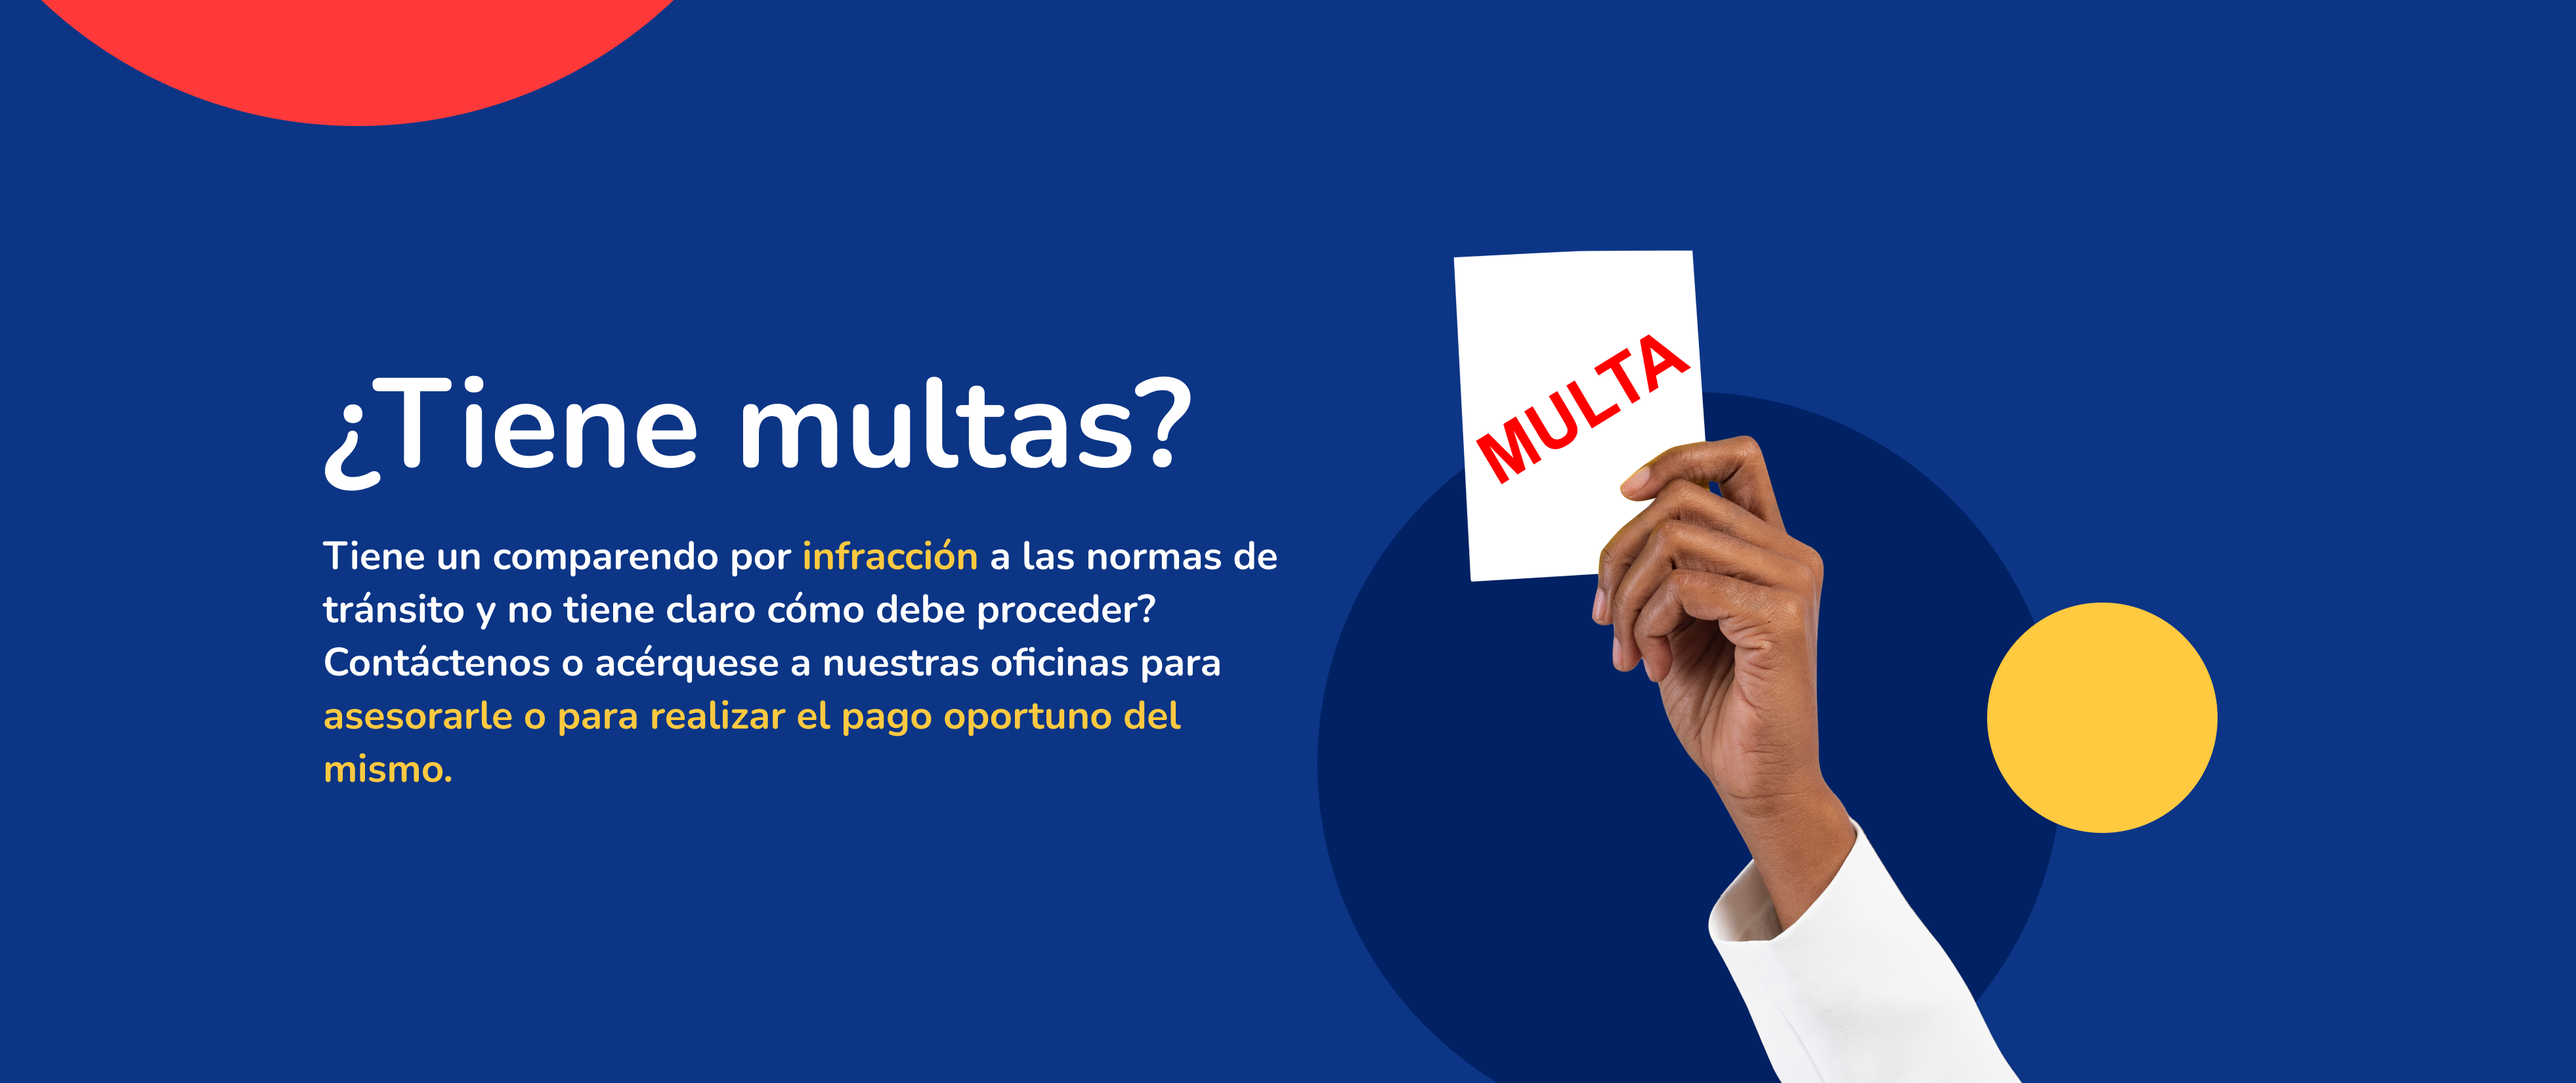 ¿Tiene multas?
Tiene un comparendo por infracción a las normas de
tránsito y no tiene claro cómo debe proceder?
Contáctenos o acérquese a nuestras oficinas para
asesorarle o para realizar el pago oportuno del
mismo.
MULTA